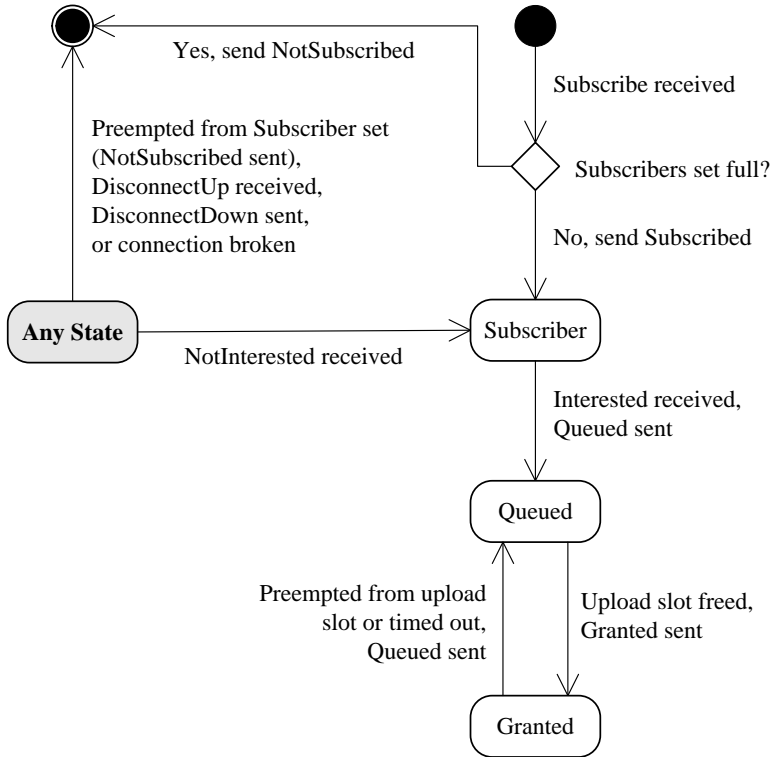 Yes, send NotSubscribed
Subscribe received
Preempted from Subscriber set
(NotSubscribed sent),
DisconnectUp received,
DisconnectDown sent,
or connection broken
Subscribers set full?
No, send Subscribed
Any State
NotInterested received
Subscriber
Interested received,
Queued sent
Queued
Preempted from upload
slot or timed out,
Queued sent
Upload slot freed,
Granted sent
Granted